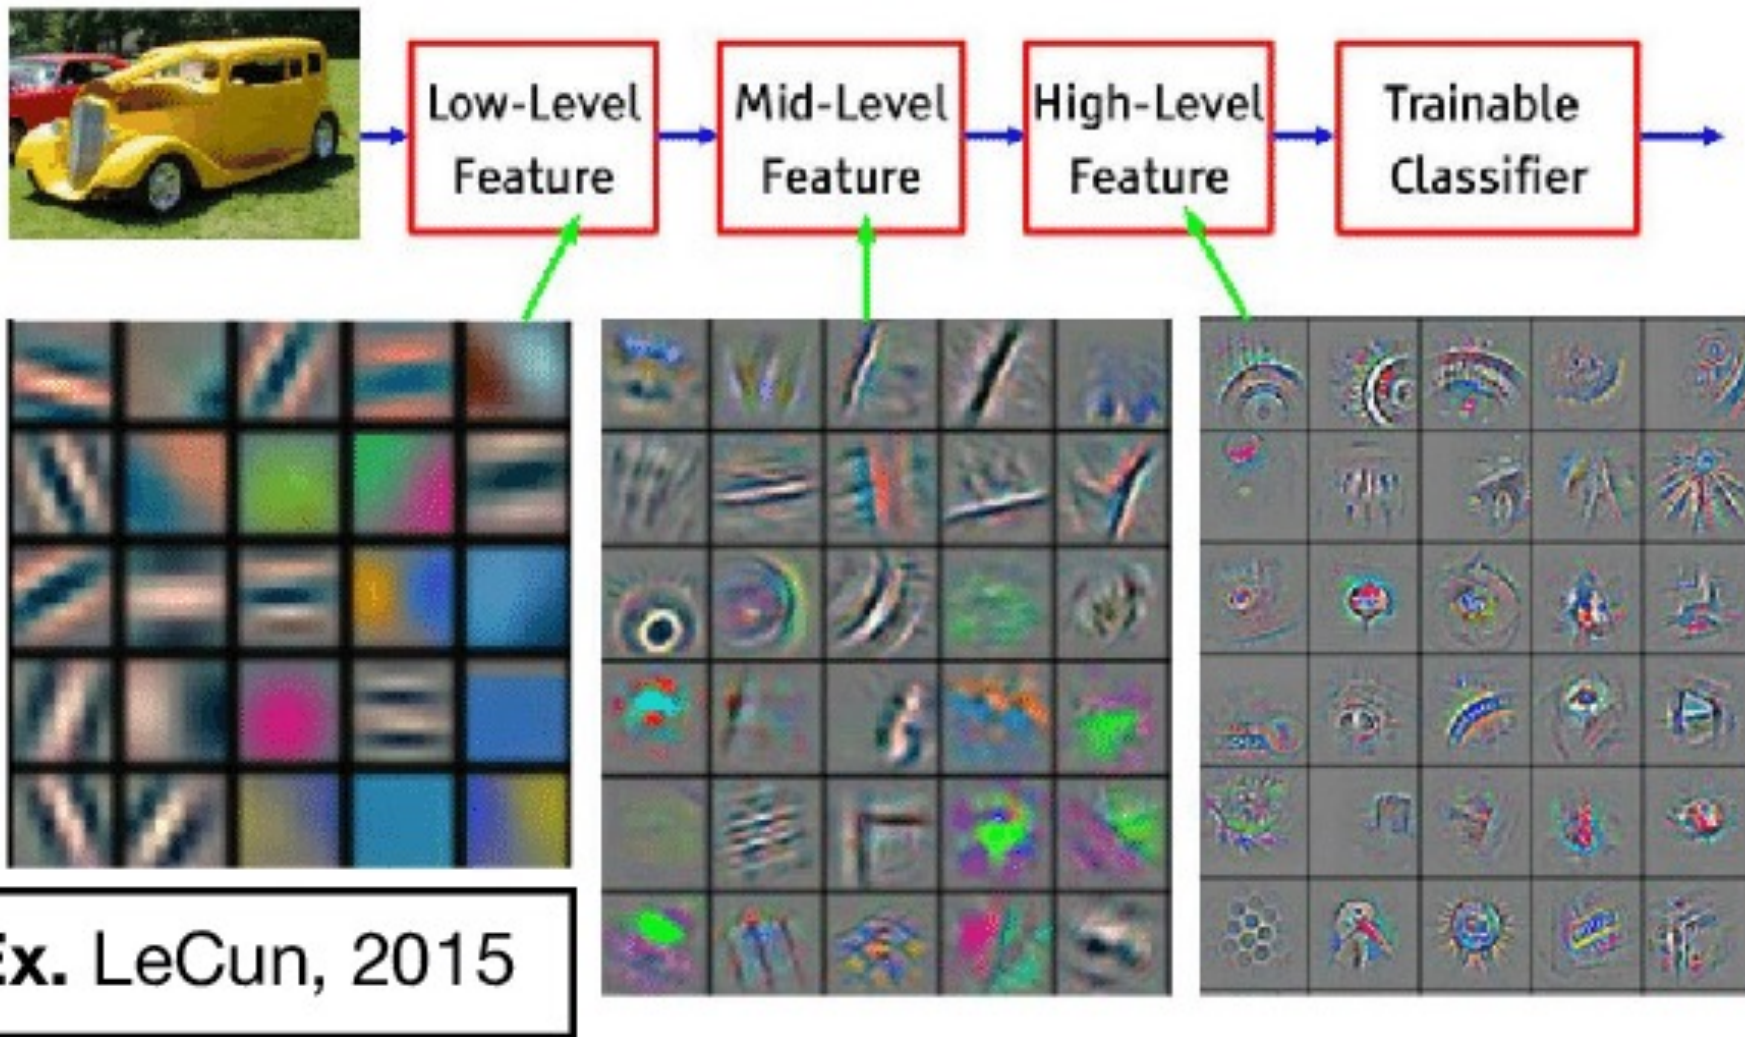 Low-Level
Feature
Mid-Level
Feature
High-Level
Feature
Trainable
Classifier
Ex. LeCun, 2015